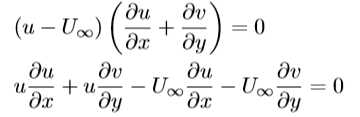 (u − U∞) (∂u/∂x + ∂v/∂y) = 0
u ∂u/∂x + u ∂v/∂y − U∞ ∂u/∂x − U∞ ∂v/∂y = 0